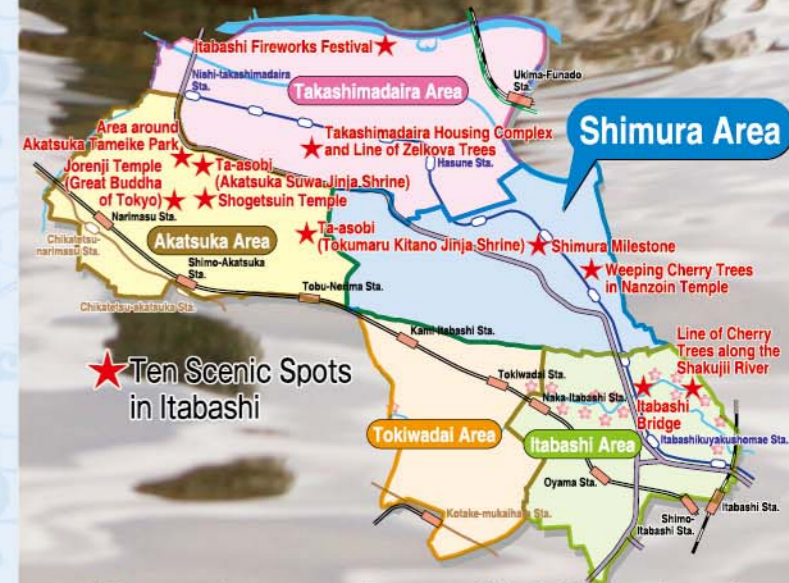 Itabashi Fireworks Festival
Nishi-takashimadaira
Sta.
Ukima-Funado
Sta.
Takashimadaira Area
Shimura Area
Area around
Akatsuka Tameike Park
Takashimadaira Housing Complex
and Line of Zelkova Trees
Hasune Sta.
Jorenji Temple
(Great Buddha
of Tokyo)
Ta-asobi
(Akatsuka Suwa Jinja Shrine)
Shogetsuin Temple
Narimasu Sta.
Chikatetsu-
narimasu Sta.
Akatsuka Area
Ta-asobi
(Tokumaru Kitano Jinja Shrine)
Shimura Milestone
Weeping Cherry Trees
in Nanzoin Temple
Shimo-Akatsuka
Sta.
Chikatetsu-akatsuka Sta.
Tobu-Nerima Sta.
Kami-Itabashi Sta.
Line of Cherry
Trees along the
Shakujii River
Ten Scenic Spots
in Itabashi
Tokiwadai Sta.
Naka-Itabashi Sta.
Itabashi
Bridge
Tokiwadai Area
Itabashi Area
Itabashikuyakushomae Sta.
Oyama Sta.
Kotake-mukaihara Sta.
Shimo-
Itabashi Sta.
Itabashi Sta.